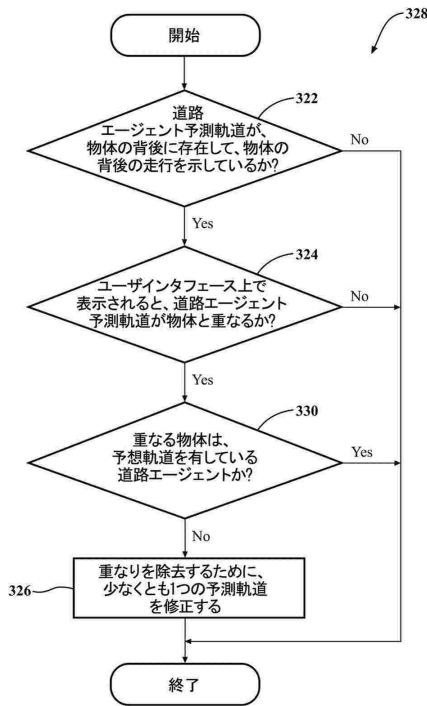 開始
328
322
道路
エージェント予測軌道が、
物体の背後に存在して、物体の
背後の走行を示しているか?
No
Yes
324
ユーザインタフェース上で
表示されると、道路エージェント
予測軌道が物体と重なるか?
No
Yes
330
重なる物体は、
予想軌道を有している
道路エージェントか?
Yes
No
326
重なりを除去するために、
少なくとも1つの予測軌道
を修正する
終了